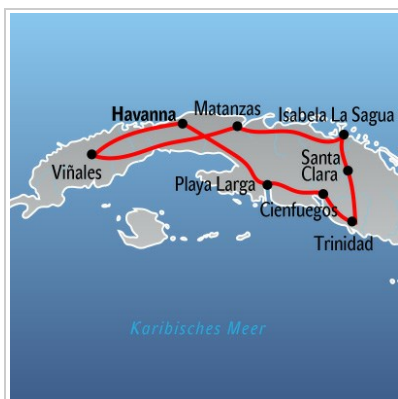 Havanna
Matanzas
Isabela La Sagua
Viñales
Playa Larga
Santa
Clara
Cienfuegos
Trinidad
Karibisches Meer